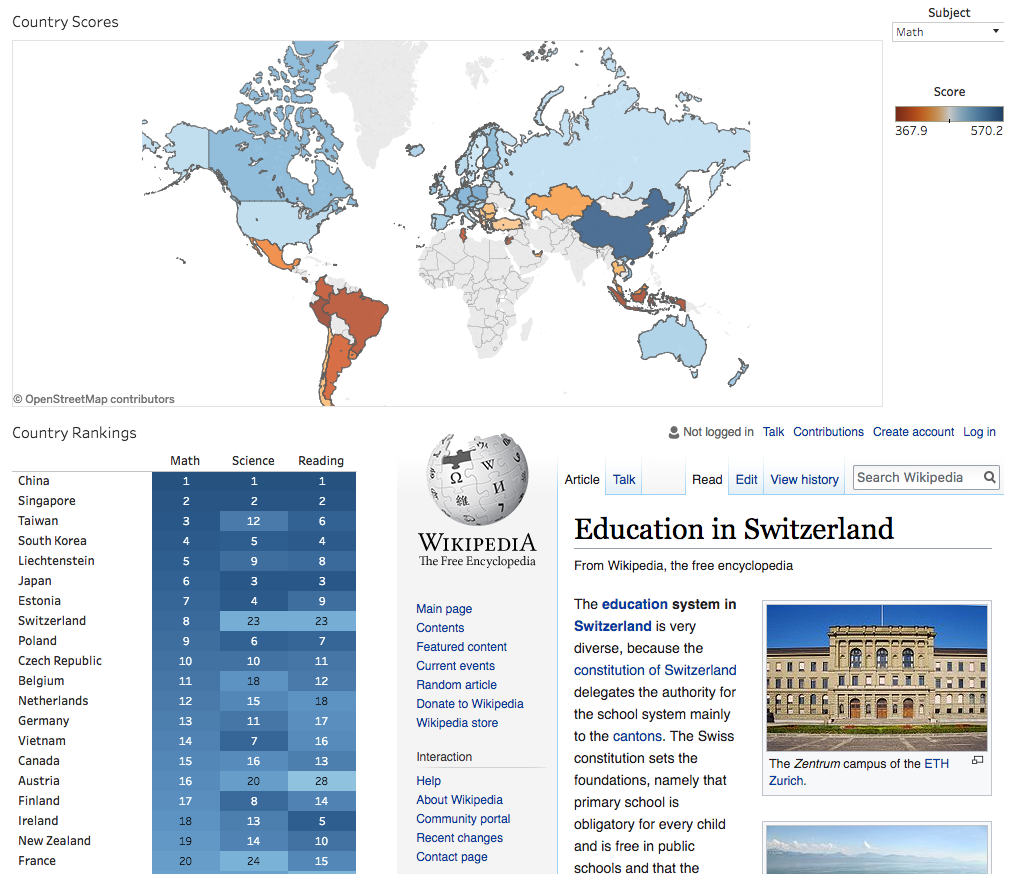 Country Scores
Subject
Math
Score
367.9 570.2
© OpenStreetMap contributors
Country Rankings
Math Science Reading
China 1 1 1
Singapore 2 2 2
Taiwan 3 12 6
South Korea 4 5 4
Liechtenstein 5 9 8
Japan 6 3 3
Estonia 7 4 9
Switzerland 8 23 23
Poland 9 6 7
Czech Republic 10 10 11
Belgium 11 18 12
Netherlands 12 15 18
Germany 13 11 17
Vietnam 14 7 16
Canada 15 16 13
Austria 16 20 28
Finland 17 8 14
Ireland 18 13 5
New Zealand 19 14 10
France 20 24 15
Ω W И 維 7
WIKIPEDIA
The Free Encyclopedia
Main page
Contents
Featured content
Current events
Random article
Donate to Wikipedia
Wikipedia store
Interaction
Help
About Wikipedia
Community portal
Recent changes
Contact page
Not logged in Talk Contributions Create account Log in
Article Talk Read Edit View history Search Wikipedia
Education in Switzerland
From Wikipedia, the free encyclopedia
The education system in
Switzerland is very
diverse, because the
constitution of Switzerland
delegates the authority for
the school system mainly
to the cantons. The Swiss
constitution sets the
foundations, namely that
primary school is
obligatory for every child
and is free in public
schools and that the
The Zentrum campus of the ETH
Zurich.